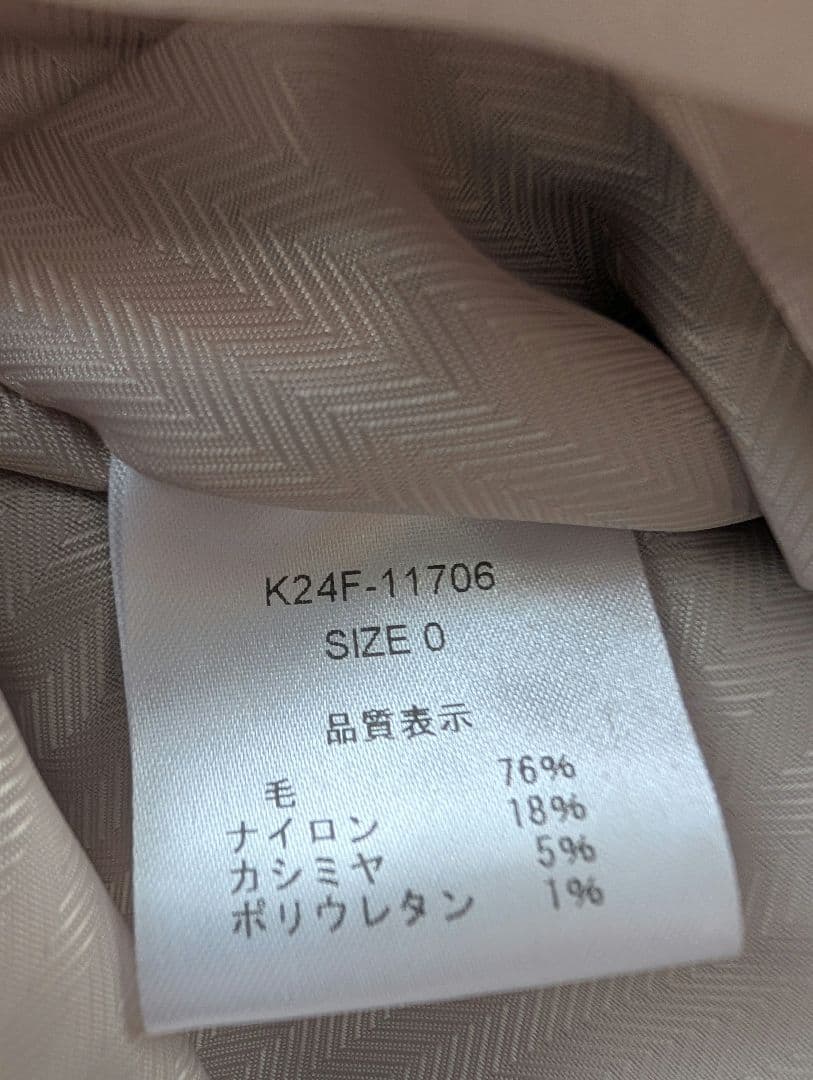 K24F-11706
SIZE 0
品質表示
毛 76%
ナイロン 18%
カシミヤ 5%
ポリウレタン 1%